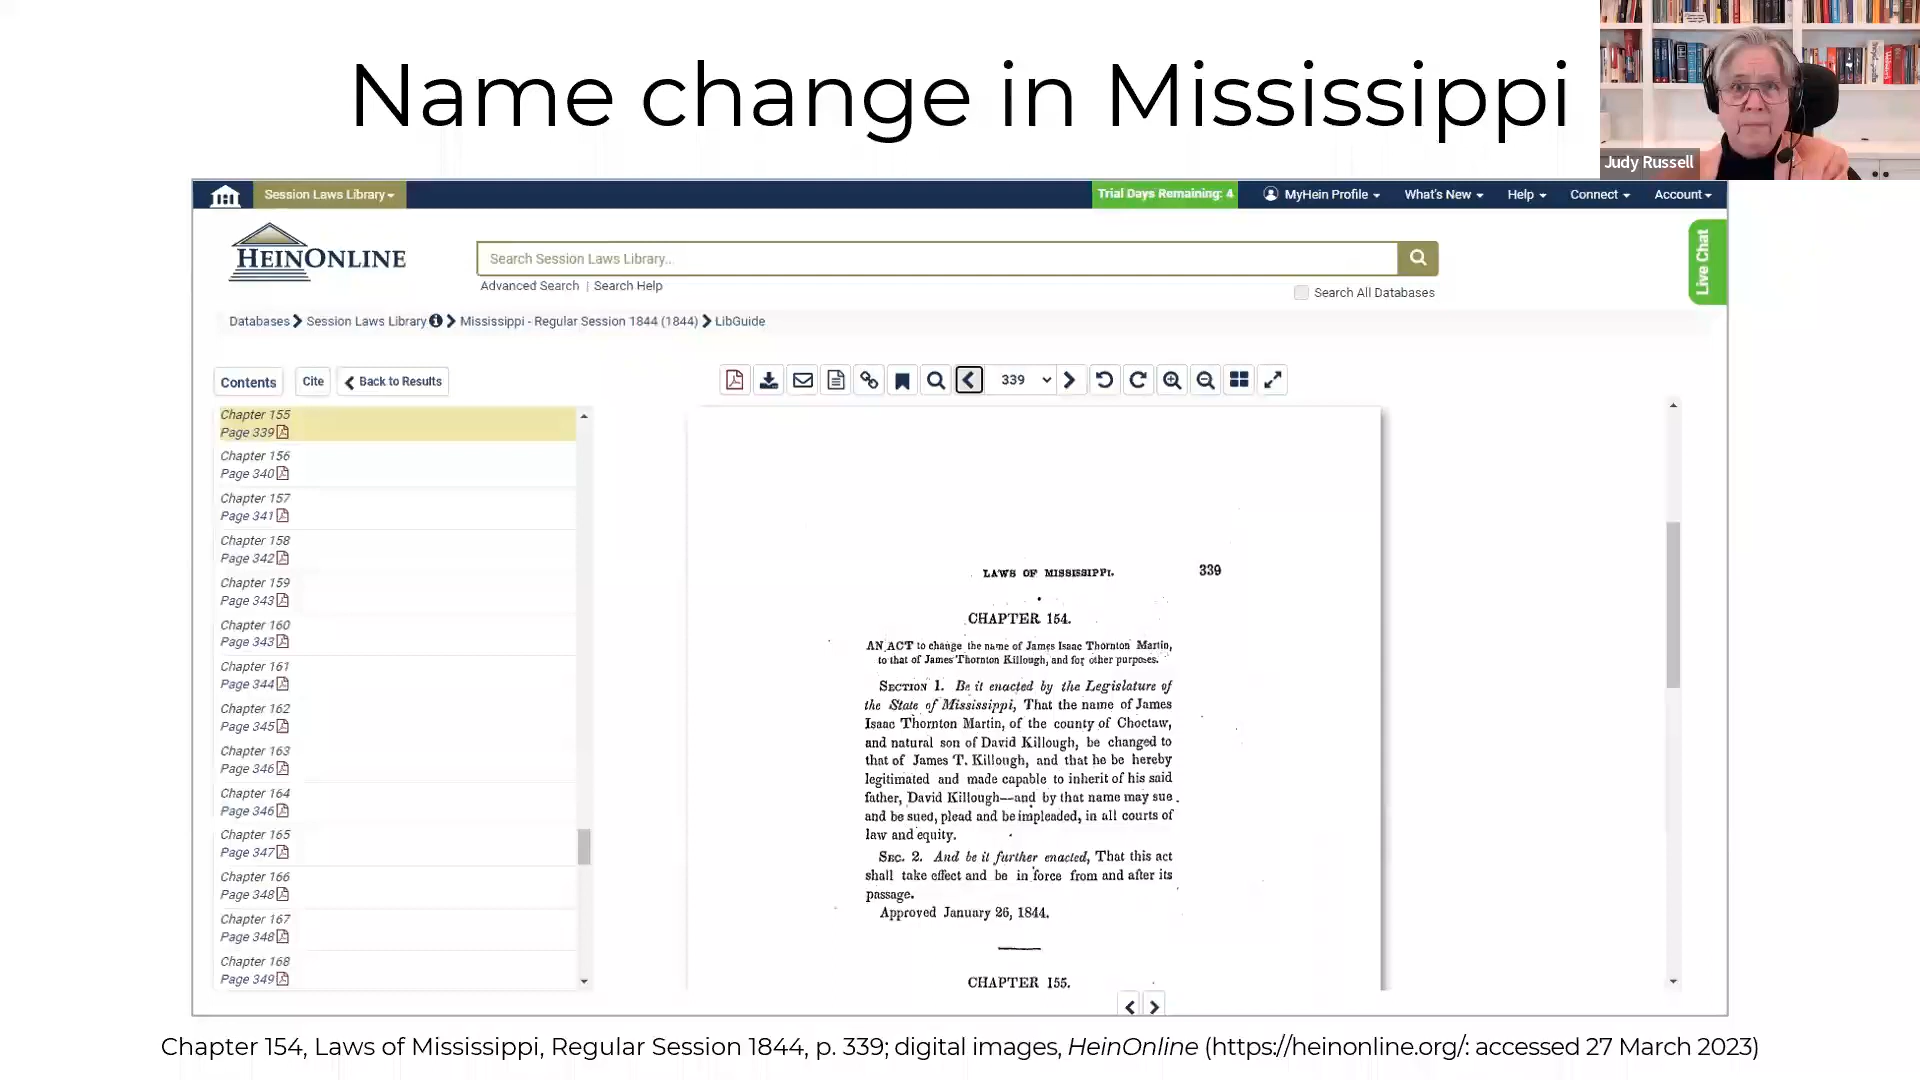 Name change in Mississippi
Judy Russell
Session Laws Library
Trial Days Remaining: 4
MyHein Profile
What's New
Help
Connect
Account
HEINONLINE
Search Session Laws Library...
Advanced Search | Search Help
Search All Databases
Live Chat
Databases > Session Laws Library > Mississippi - Regular Session 1844 (1844) > LibGuide
Contents
Cite
Back to Results
339
Chapter 155
Page 339
Chapter 156
Page 340
Chapter 157
Page 341
Chapter 158
Page 342
Chapter 159
Page 343
Chapter 160
Page 343
Chapter 161
Page 344
Chapter 162
Page 345
Chapter 163
Page 346
Chapter 164
Page 346
Chapter 165
Page 347
Chapter 166
Page 348
Chapter 167
Page 348
Chapter 168
Page 349
LAWS OF MISSISSIPPI. 339
CHAPTER 154.
AN ACT to change the name of James Isaac Thornton Martin,
to that of James Thornton Killough, and for other purposes.
SECTION 1. Be it enacted by the Legislature of
the State of Mississippi, That the name of James
Isaac Thornton Martin, of the county of Choctaw,
and natural son of David Killough, be changed to
that of James T. Killough, and that he be hereby
legitimated and made capable to inherit of his said
father, David Killough—and by that name may sue
and be sued, plead and be impleaded, in all courts of
law and equity.
SEC. 2. And be it further enacted, That this act
shall take effect and be in force from and after its
passage.
Approved January 26, 1844.
CHAPTER 155.
Chapter 154, Laws of Mississippi, Regular Session 1844, p. 339; digital images, HeinOnline (https://heinonline.org/: accessed 27 March 2023)